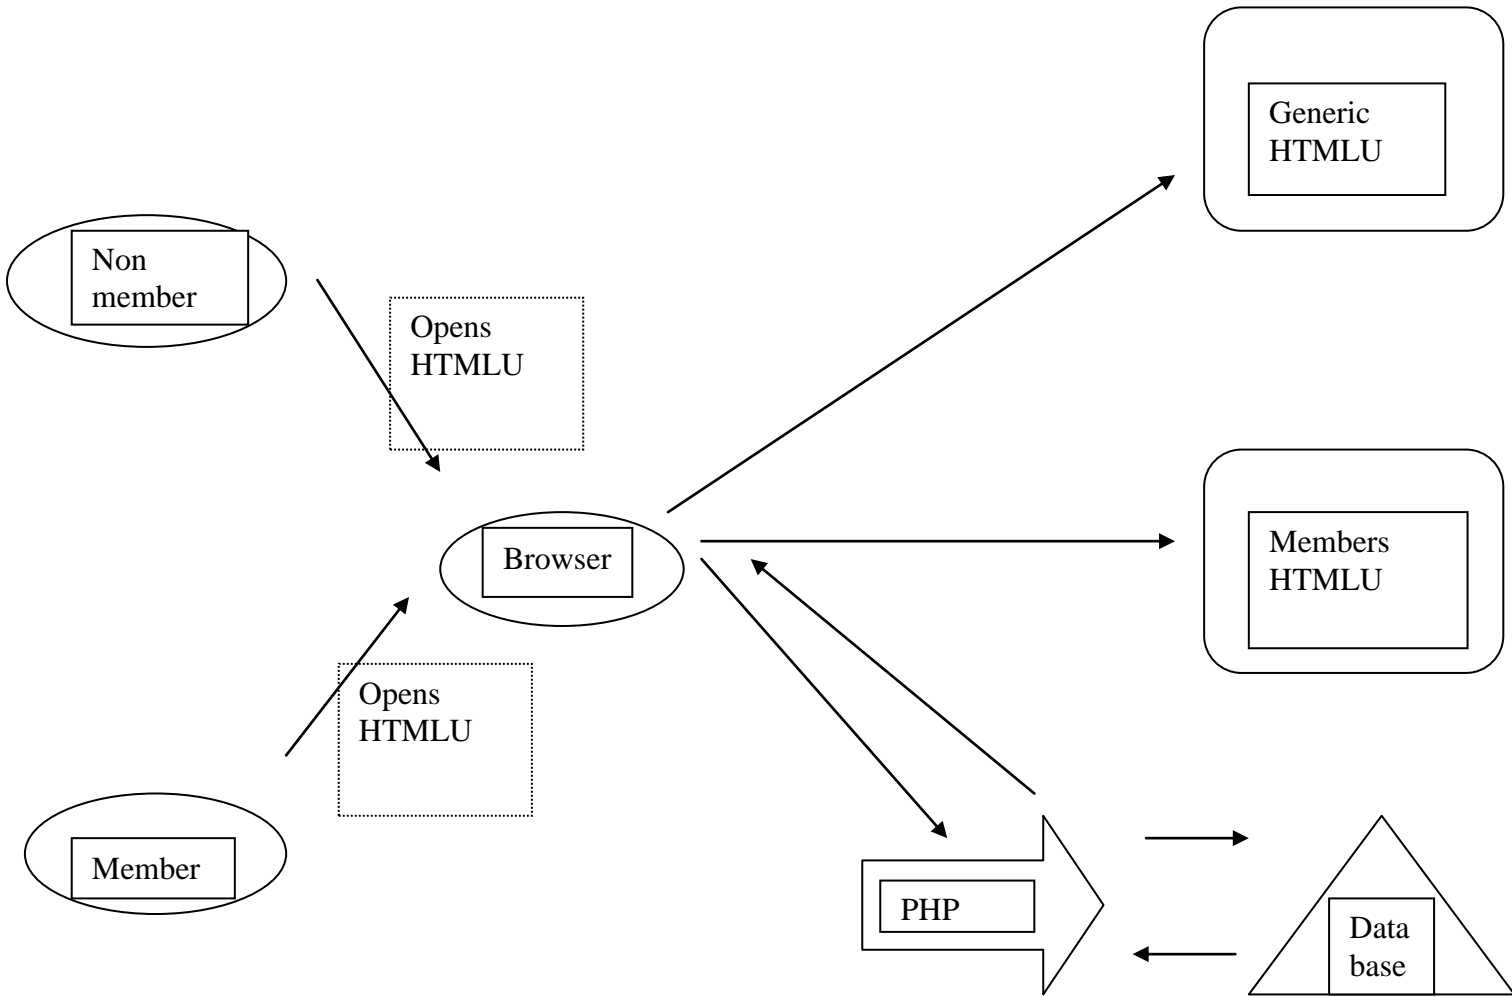 Generic
HTMLU
Non
member
Opens
HTMLU
Browser
Members
HTMLU
Opens
HTMLU
Member
PHP
Data
base